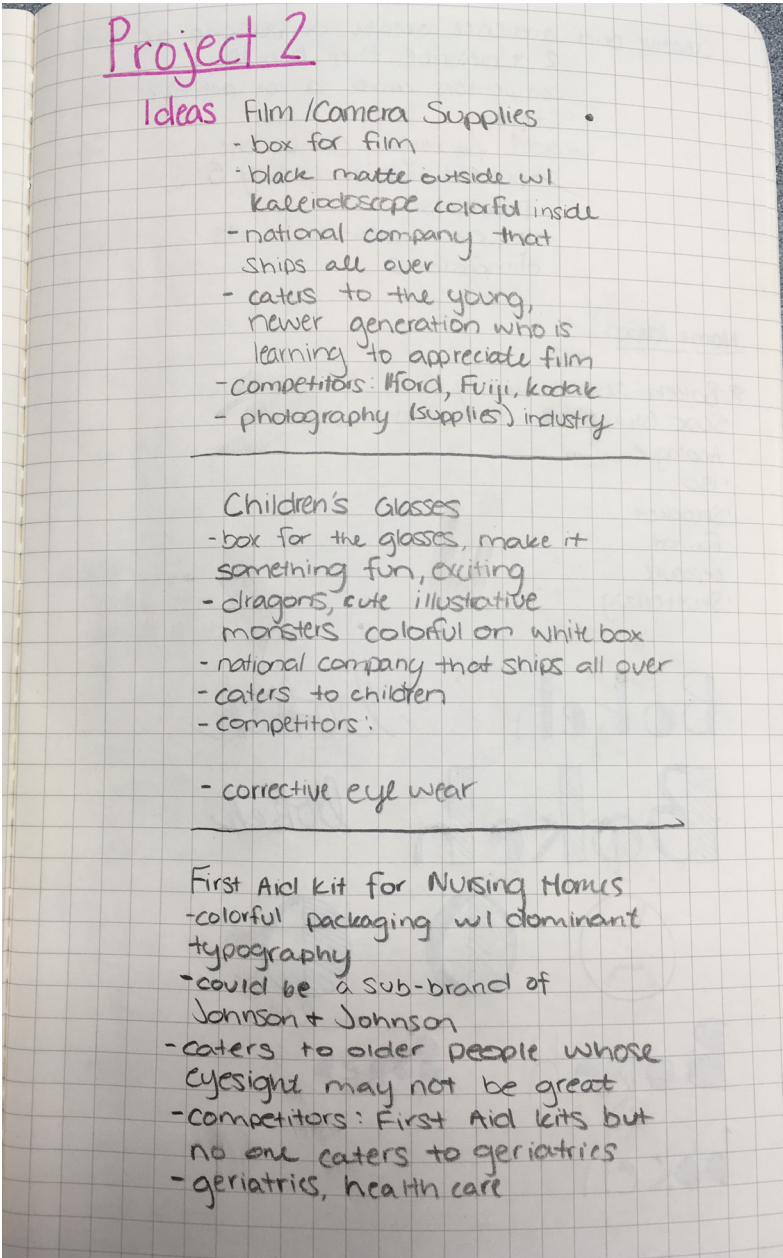 Project 2
Ideas Film/Camera Supplies •
- box for film
- black matte outside w/
kaleiodoscope colorful inside
- national company that
ships all over
- caters to the young,
newer generation who is
learning to appreciate film
- competitors: Ilford, Fuiji, kodak
- photography (supplies) industry
Children's Glasses
- box for the glasses, make it
something fun, exciting
- dragons, cute illustrative
monsters colorful on white box
- national company that ships all over
- caters to children
- competitors:
- corrective eye wear
First Aid Kit for Nursing Homes
- colorful packaging w/ dominant
typography
- could be a sub-brand of
Johnson + Johnson
- caters to older people whose
eyesight may not be great
- competitors: First Aid kits but
no one caters to geriatrics
- geriatrics, health care